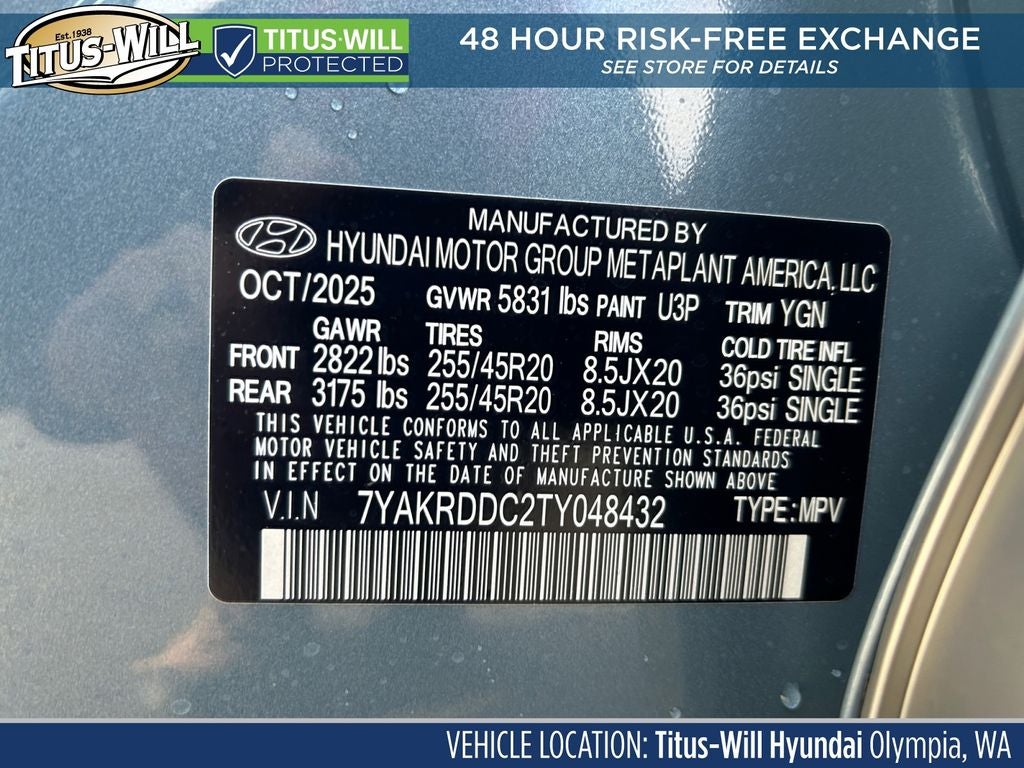 Est. 1938
TITUS-WILL
TITUS-WILL
PROTECTED
48 HOUR RISK-FREE EXCHANGE
SEE STORE FOR DETAILS
MANUFACTURED BY
HYUNDAI MOTOR GROUP METAPLANT AMERICA, LLC
OCT/2025 GVWR 5831 lbs PAINT U3P TRIM YGN
GAWR TIRES RIMS COLD TIRE INFL
FRONT 2822 lbs 255/45R20 8.5JX20 36psi SINGLE
REAR 3175 lbs 255/45R20 8.5JX20 36psi SINGLE
THIS VEHICLE CONFORMS TO ALL APPLICABLE U.S.A. FEDERAL
MOTOR VEHICLE SAFETY AND THEFT PREVENTION STANDARDS
IN EFFECT ON THE DATE OF MANUFACTURE SHOWN ABOVE
V.I.N 7YAKRDDC2TY048432 TYPE:MPV
VEHICLE LOCATION: Titus-Will Hyundai Olympia, WA